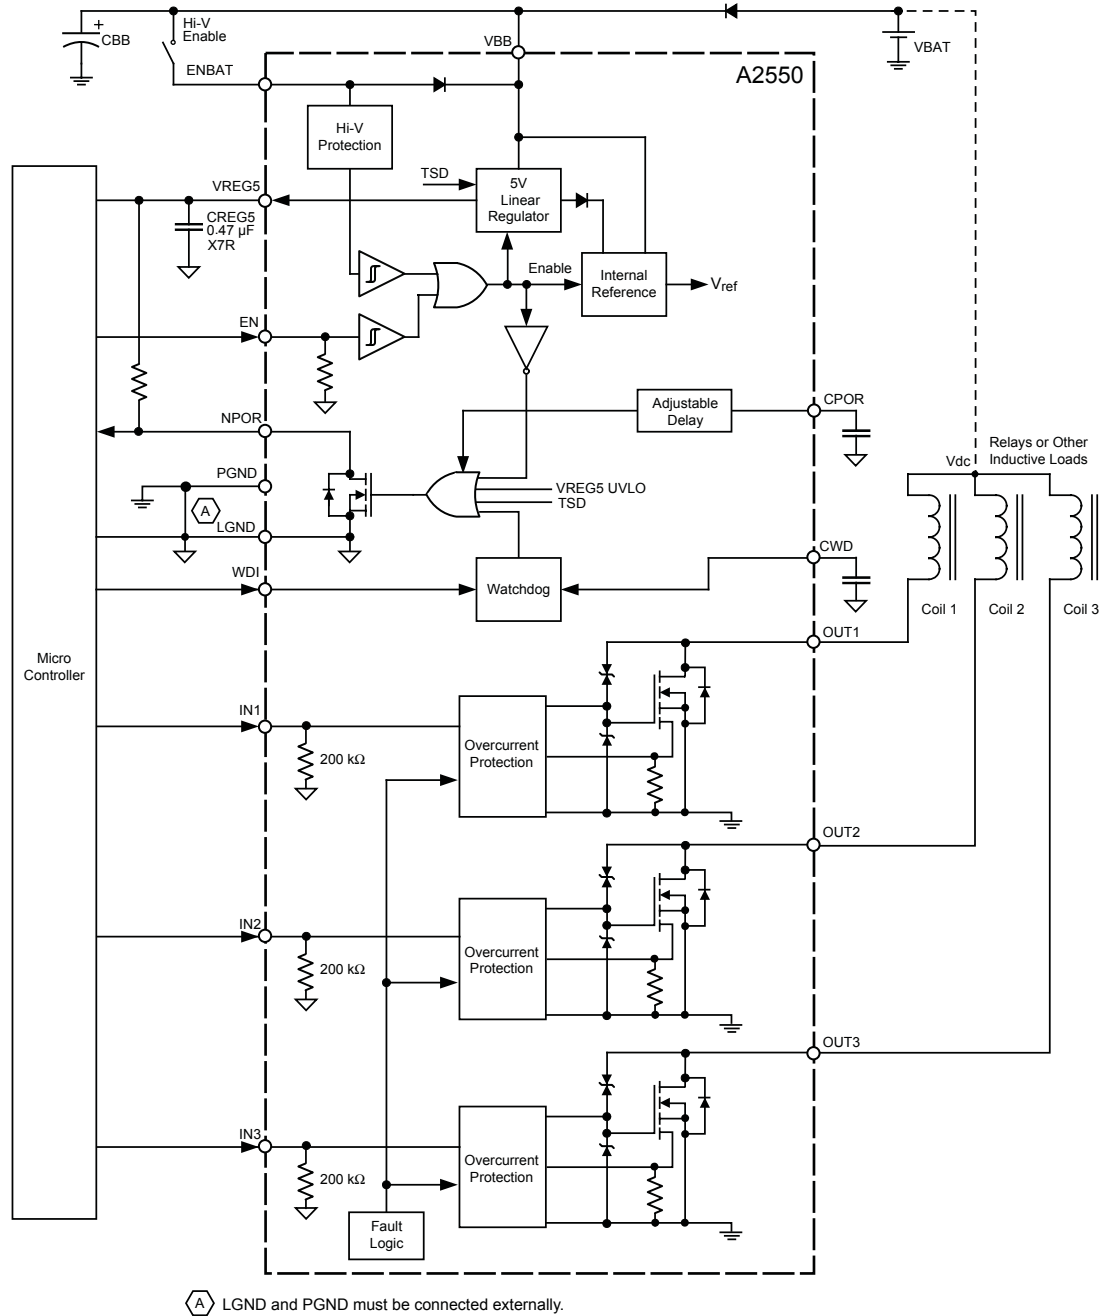 Hi-V
Enable
+
CBB
ENBAT
VBB
VBAT
A2550
Hi-V
Protection
TSD
5V
Linear
Regulator
VREG5
CREG5
0.47 µF
X7R
Enable
Internal
Reference
Vref
EN
Adjustable
Delay
CPOR
NPOR
PGND
A
LGND
VREG5 UVLO
TSD
Vdc
Relays or Other
Inductive Loads
WDI
Watchdog
CWD
Coil 1
Coil 2
Coil 3
Micro
Controller
OUT1
IN1
200 kΩ
Overcurrent
Protection
OUT2
IN2
200 kΩ
Overcurrent
Protection
OUT3
IN3
200 kΩ
Overcurrent
Protection
Fault
Logic
A LGND and PGND must be connected externally.